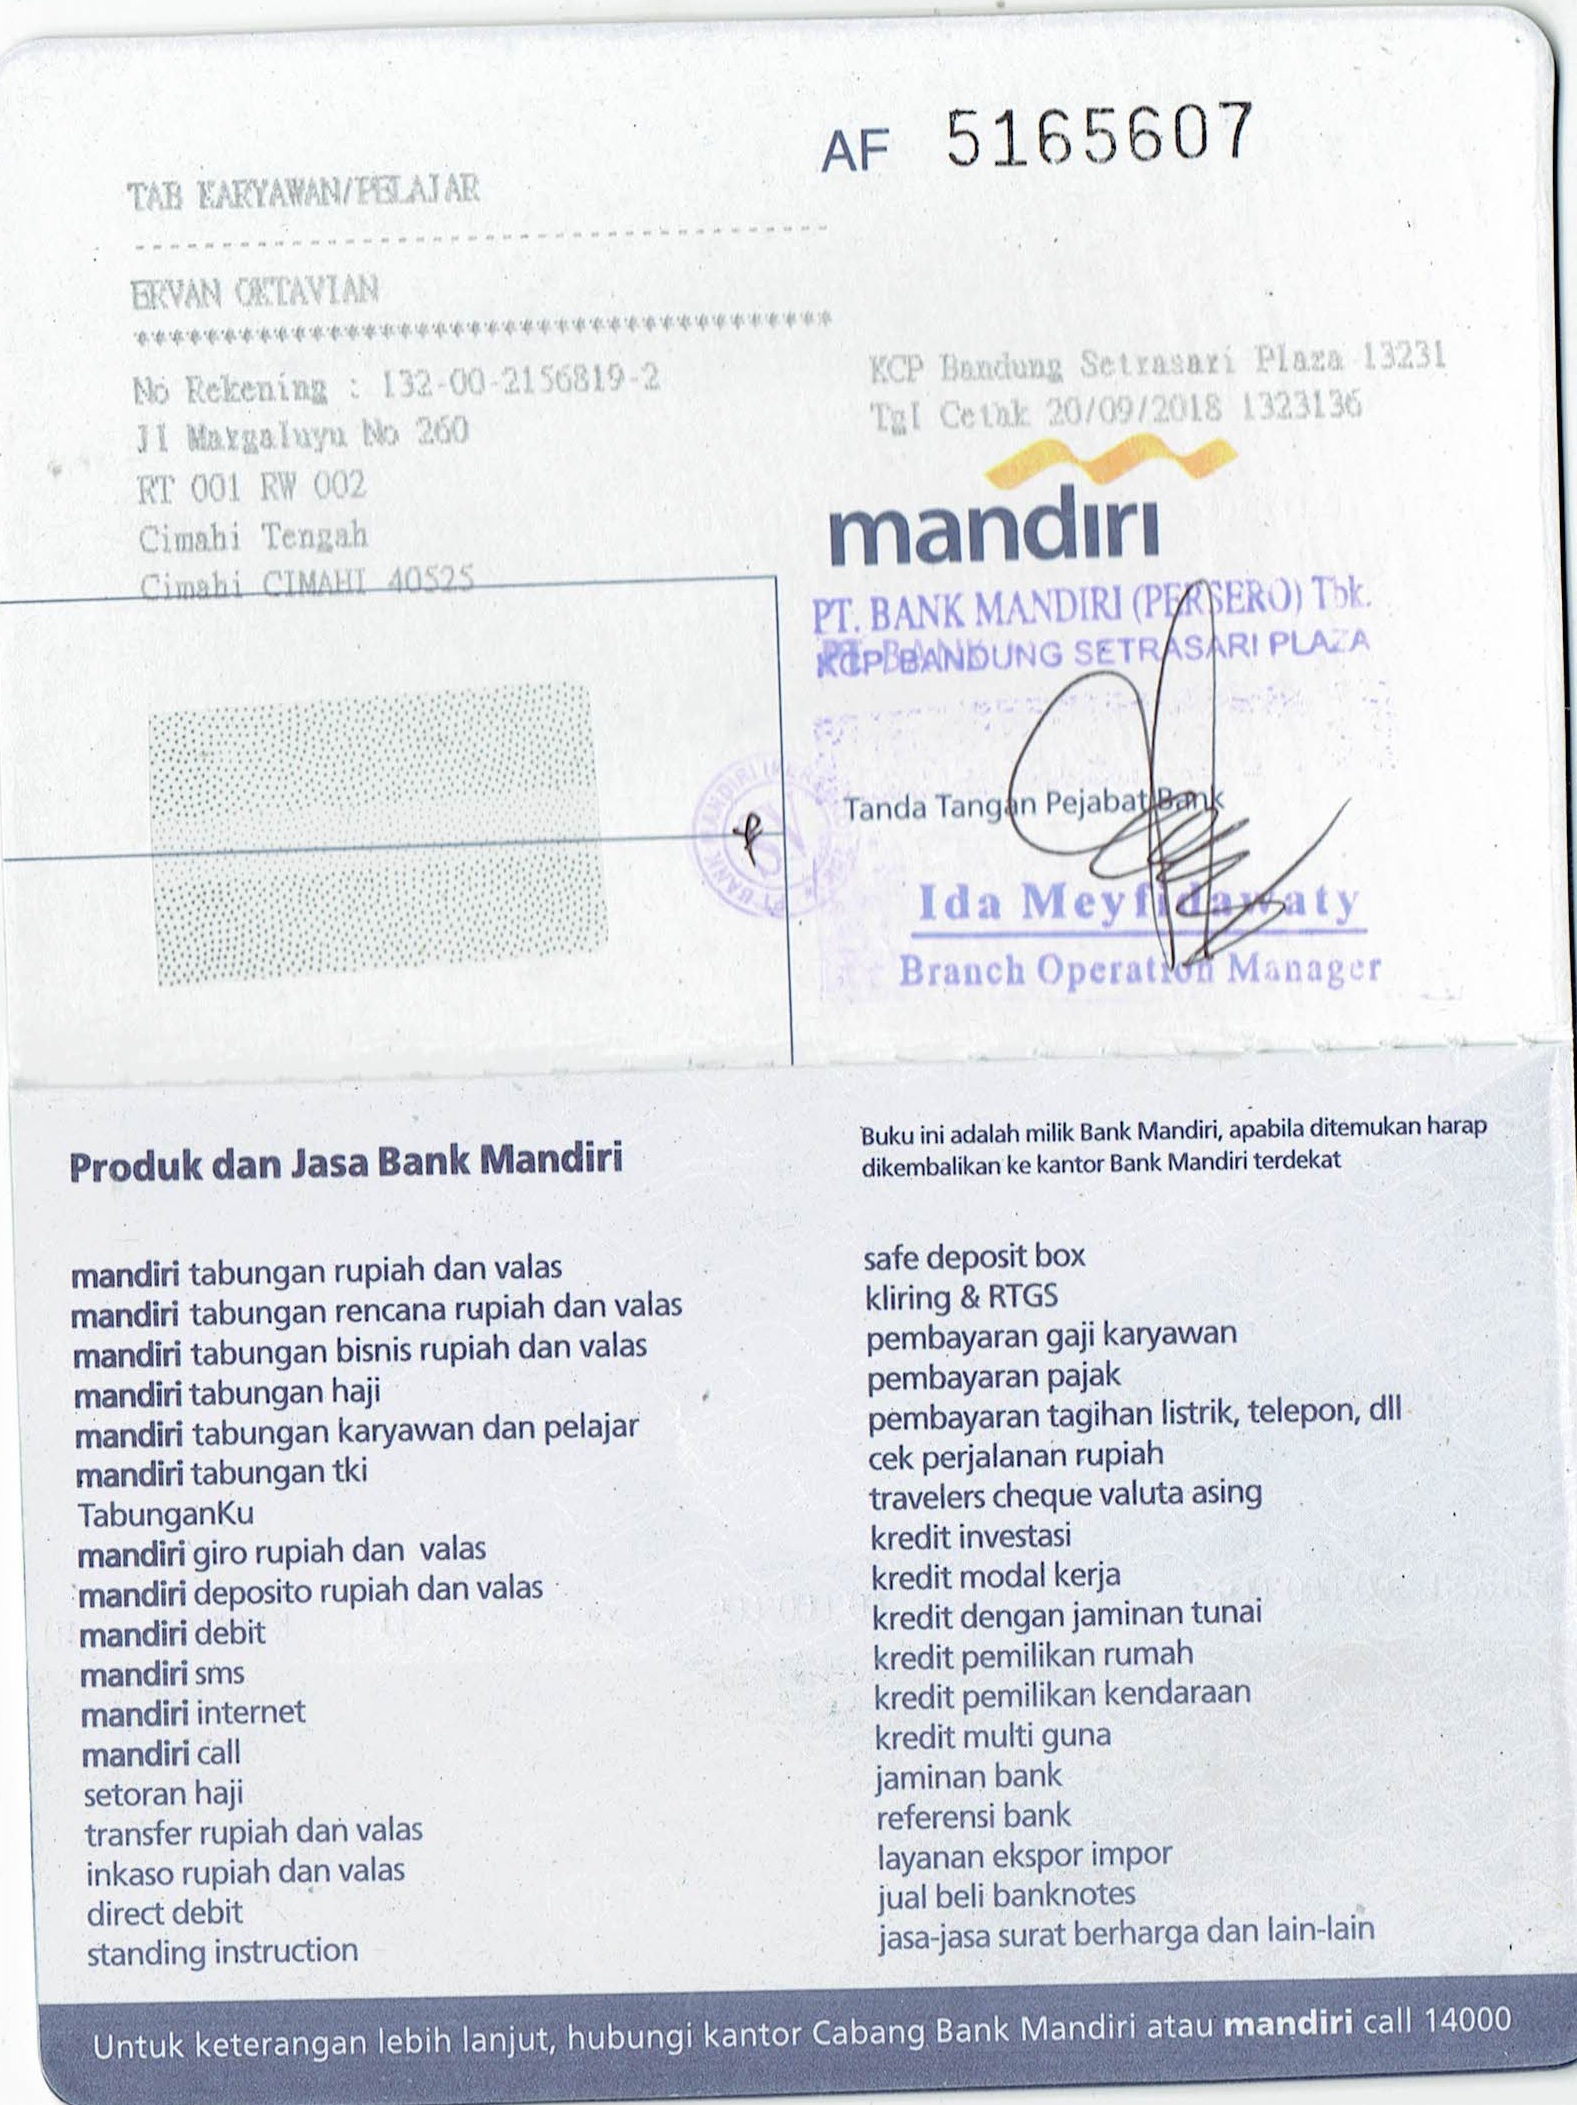 AF 5165607
TAB KARYAWAN/PELAJAR
ERVAN OKTAVIAN
****************************************
No Rekening : 132-00-2156819-2
Jl Margaluyu No 260
RT 001 RW 002
Cimahi Tengah
Cimahi CIMAHI 40525
KCP Bandung Setrasari Plaza 13231
Tgl Cetak 20/09/2018 1323136
mandiri
PT. BANK MANDIRI (PERSERO) Tbk.
KCP BANDUNG SETRASARI PLAZA
Tanda Tangan Pejabat Bank
Ida Meyfidawaty
Branch Operation Manager
Produk dan Jasa Bank Mandiri
mandiri tabungan rupiah dan valas
mandiri tabungan rencana rupiah dan valas
mandiri tabungan bisnis rupiah dan valas
mandiri tabungan haji
mandiri tabungan karyawan dan pelajar
mandiri tabungan tki
TabunganKu
mandiri giro rupiah dan valas
mandiri deposito rupiah dan valas
mandiri debit
mandiri sms
mandiri internet
mandiri call
setoran haji
transfer rupiah dan valas
inkaso rupiah dan valas
direct debit
standing instruction
Buku ini adalah milik Bank Mandiri, apabila ditemukan harap
dikembalikan ke kantor Bank Mandiri terdekat
safe deposit box
kliring & RTGS
pembayaran gaji karyawan
pembayaran pajak
pembayaran tagihan listrik, telepon, dll
cek perjalanan rupiah
travelers cheque valuta asing
kredit investasi
kredit modal kerja
kredit dengan jaminan tunai
kredit pemilikan rumah
kredit pemilikan kendaraan
kredit multi guna
jaminan bank
referensi bank
layanan ekspor impor
jual beli banknotes
jasa-jasa surat berharga dan lain-lain
Untuk keterangan lebih lanjut, hubungi kantor Cabang Bank Mandiri atau mandiri call 14000